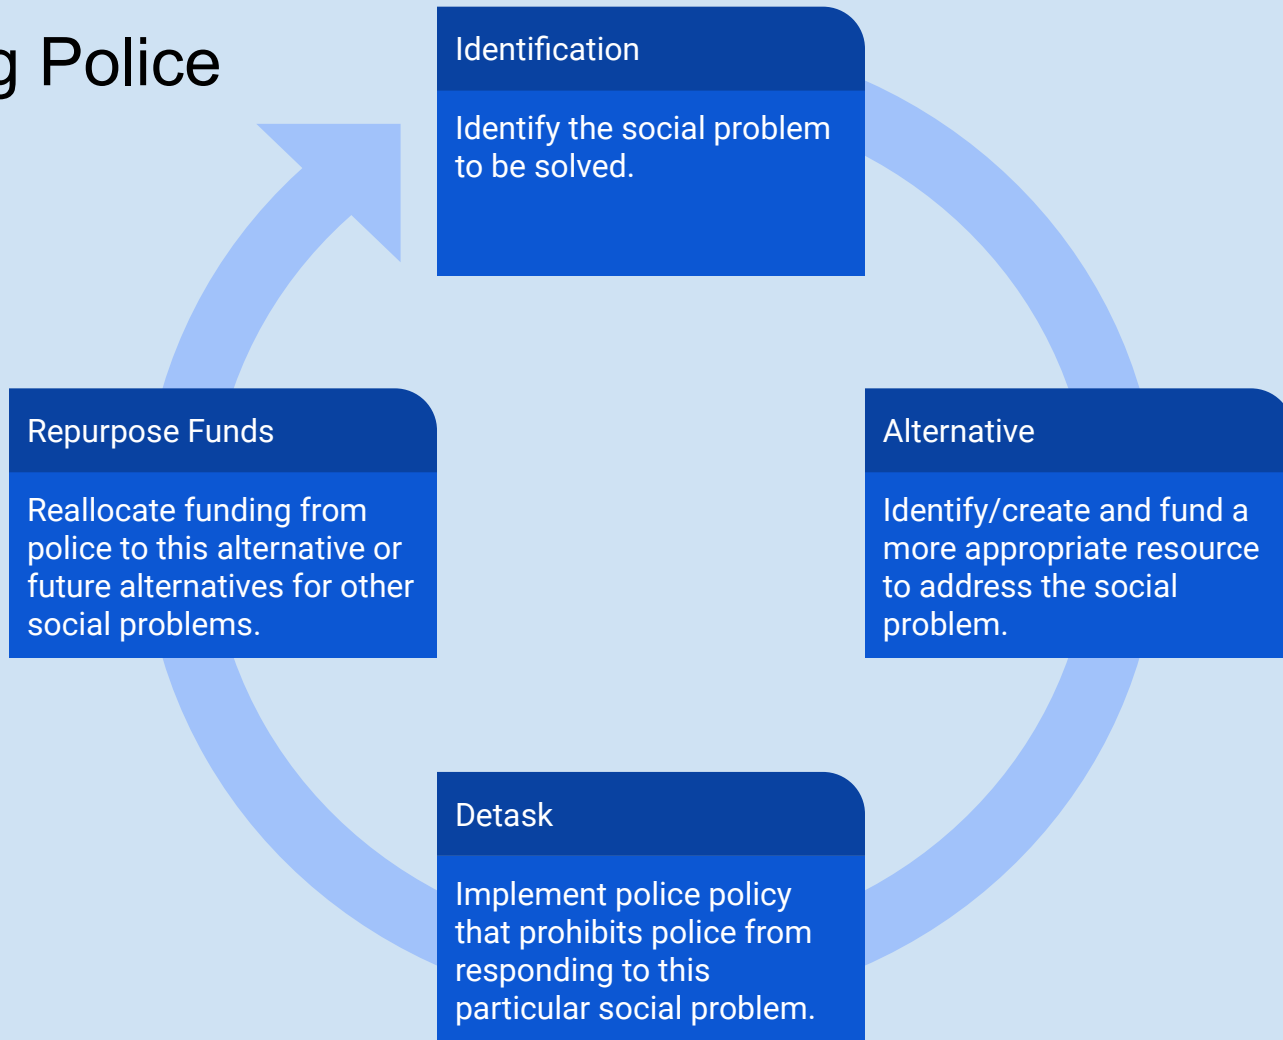 g Police
Identification
Identify the social problem
to be solved.
Alternative
Identify/create and fund a
more appropriate resource
to address the social
problem.
Detask
Implement police policy
that prohibits police from
responding to this
particular social problem.
Repurpose Funds
Reallocate funding from
police to this alternative or
future alternatives for other
social problems.